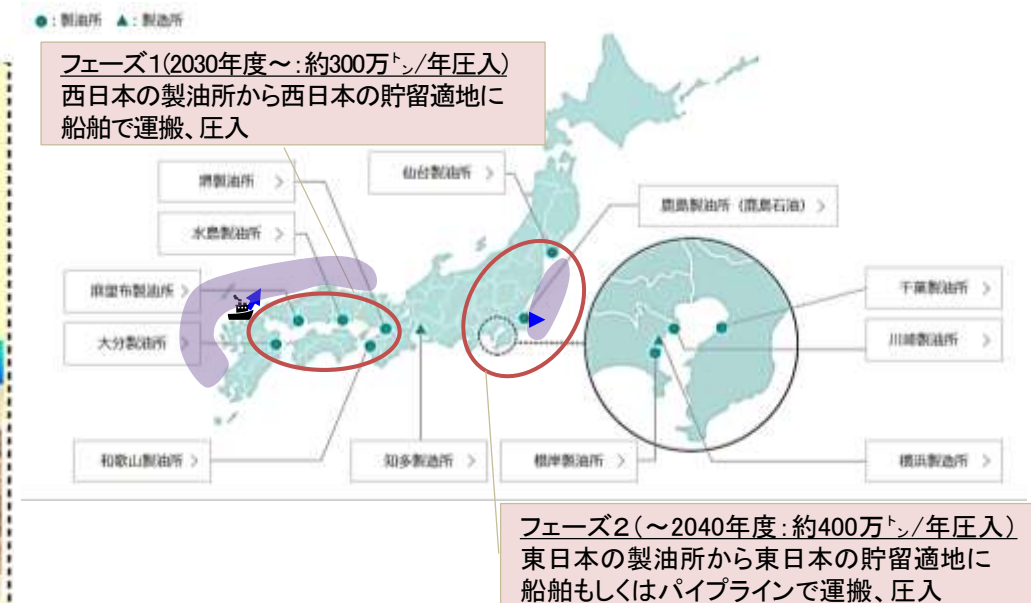 ●：製油所 ▲：製造所
フェーズ1(2030年度～：約300万㌧/年圧入)
西日本の製油所から西日本の貯留適地に
船舶で運搬、圧入
堺製油所 >
仙台製油所 >
鹿島製油所（鹿島石油） >
水島製油所 >
麻里布製油所 >
千葉製油所 >
大分製油所 >
川崎製油所 >
和歌山製油所 >
知多製造所 >
根岸製油所 >
横浜製造所 >
フェーズ２（～2040年度：約400万㌧/年圧入）
東日本の製油所から東日本の貯留適地に
船舶もしくはパイプラインで運搬、圧入